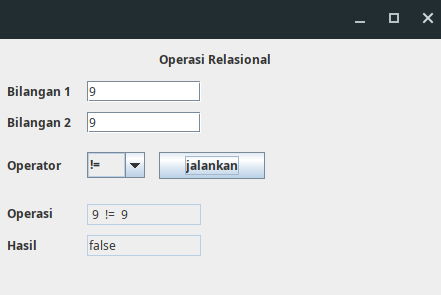 Operasi Relasional
Bilangan 1 9
Bilangan 2 9
Operator != jalankan
Operasi 9 != 9
Hasil false